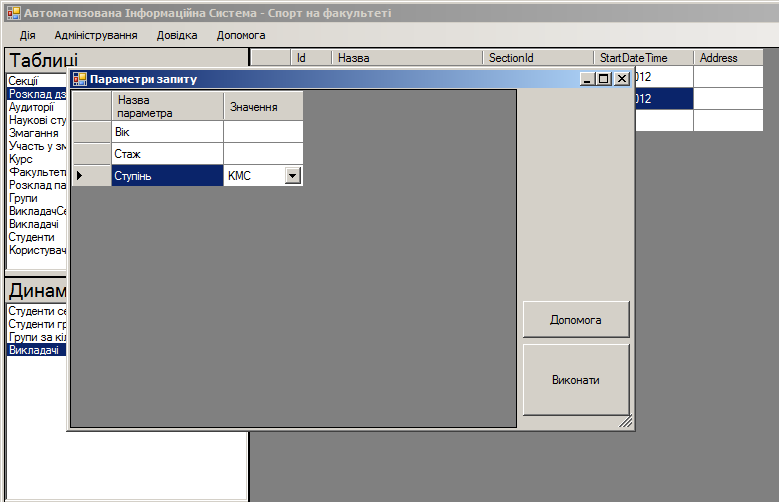 Автоматизована Інформаційна Система - Спорт на факультеті
Дія Адміністрування Довідка Допомога
Таблиці
Id Назва SectionId StartDateTime Address
Секції
Розклад дз
Аудиторії
Наукові сту
Змагання
Участь у зм
Курс
Факультет
Розклад па
Групи
ВикладачСе
Викладачі
Студенти
Користувач
012
012
Параметри запиту
Назва параметра Значення
Вік
Стаж
Ступінь КМС
Допомога
Виконати
Динам
Студенти се
Студенти гр
Групи за кіл
Викладачі